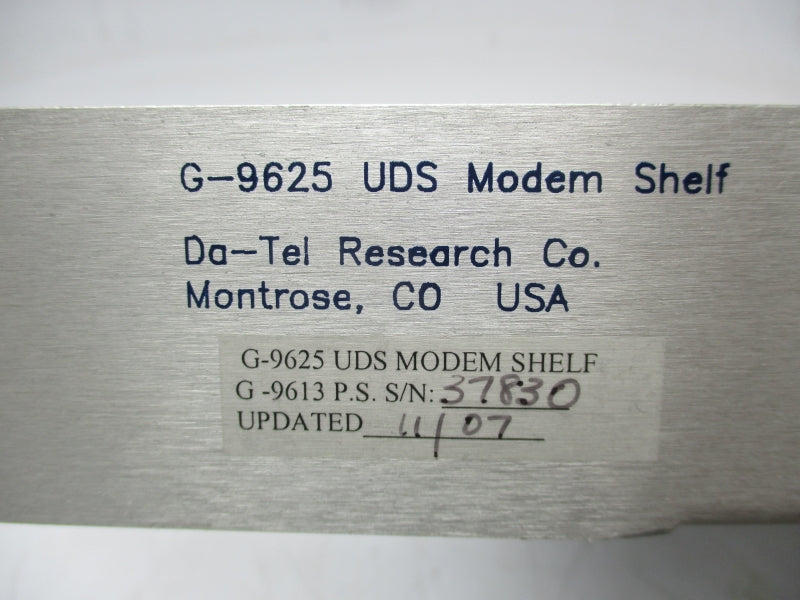 G-9625 UDS Modem Shelf
Da-Tel Research Co.
Montrose, CO USA
G-9625 UDS MODEM SHELF
G -9613 P.S. S/N: 37830
UPDATED 11/07